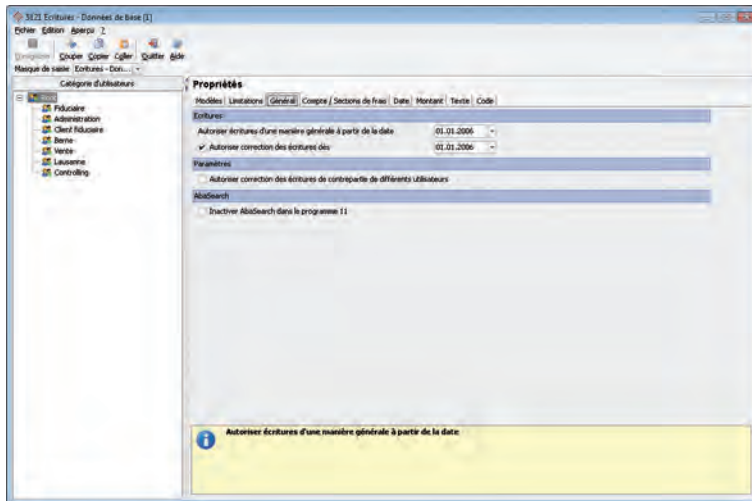 3121 Ecritures - Données de Base [1]
Fichier Edition Aperçu ?
Enregistrer Couper Copier Coller Quitter Aide
Masque de saisie Ecritures - Don...
Catégorie d'utilisateurs
Fiduciaire
Administration
Client fiduciaire
Berne
Vente
Lausanne
Controlling
Propriétés
Modèles Limitations Général Compte / Sections de frais Date Montant Texte Code
Ecritures
Autoriser écritures d'une manière générale à partir de la date 01.01.2006
Autoriser correction des écritures dès 01.01.2006
Paramètres
Autoriser correction des écritures de contrepartie de différents utilisateurs
AbaSearch
Inactiver AbaSearch dans le programme 11
Autoriser écritures d'une manière générale à partir de la date